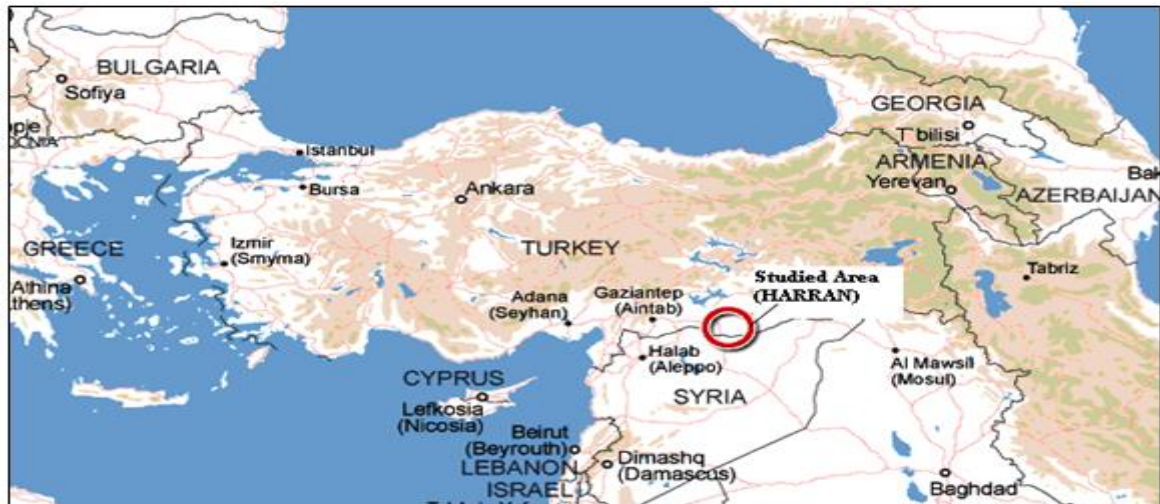 BULGARIA
Sofiya
GEORGIA
T'bilisi
Istanbul
ARMENIA
Yerevan
Bursa
Ankara
AZERBAIJAN
GREECE
Izmir
(Smyrna)
TURKEY
Studied Area
(HARRAN)
Tabriz
Adana
(Seyhan)
Gaziantep
(Aintab)
Halab
(Aleppo)
Al Mawsil
(Mosul)
CYPRUS
SYRIA
Lefkosia
(Nicosia)
Beirut
(Beyrouth)
Dimashq
(Damascus)
LEBANON
ISRAEL
Baghdad
Athina